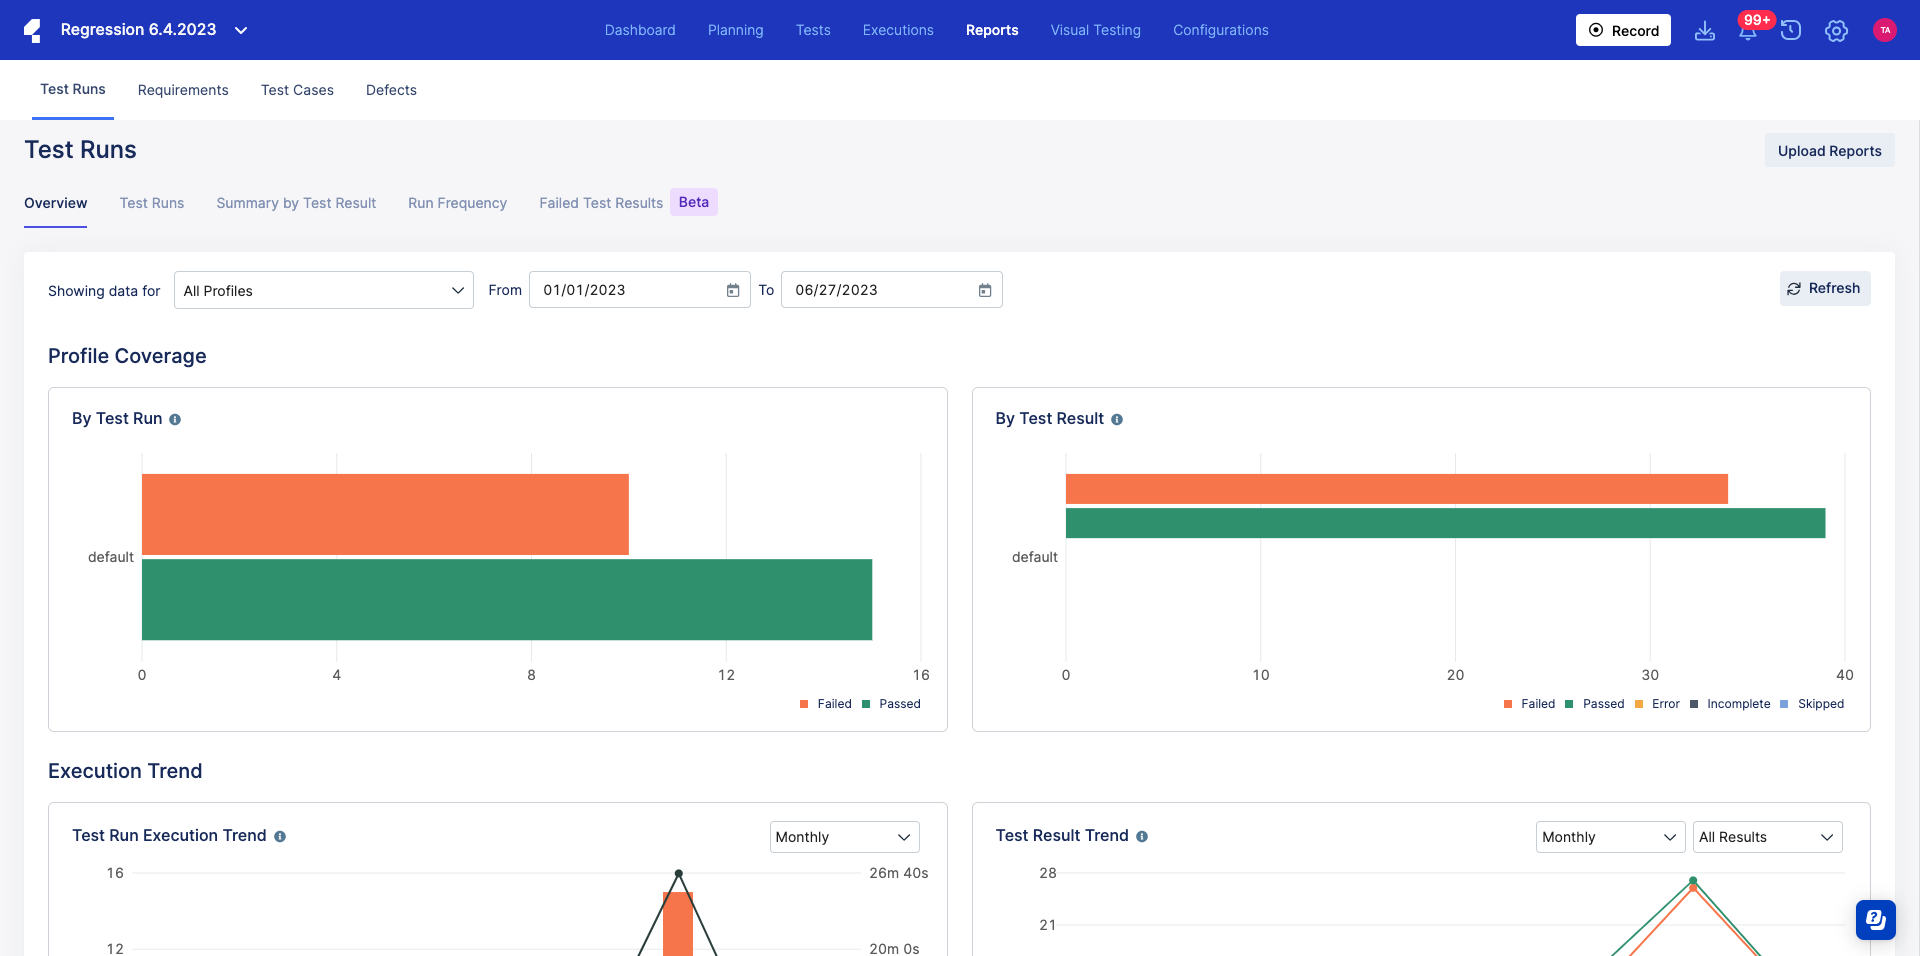 Regression 6.4.2023
Dashboard Planning Tests Executions Reports Visual Testing Configurations
Record 99+ TA
Test Runs Requirements Test Cases Defects
Test Runs
Upload Reports
Overview Test Runs Summary by Test Result Run Frequency Failed Test Results Beta
Showing data for All Profiles From 01/01/2023 To 06/27/2023 Refresh
Profile Coverage
By Test Run
default
0 4 8 12 16
Failed Passed
By Test Result
default
0 10 20 30 40
Failed Passed Error Incomplete Skipped
Execution Trend
Test Run Execution Trend Monthly
16 26m 40s
12 20m 0s
Test Result Trend Monthly All Results
28
21